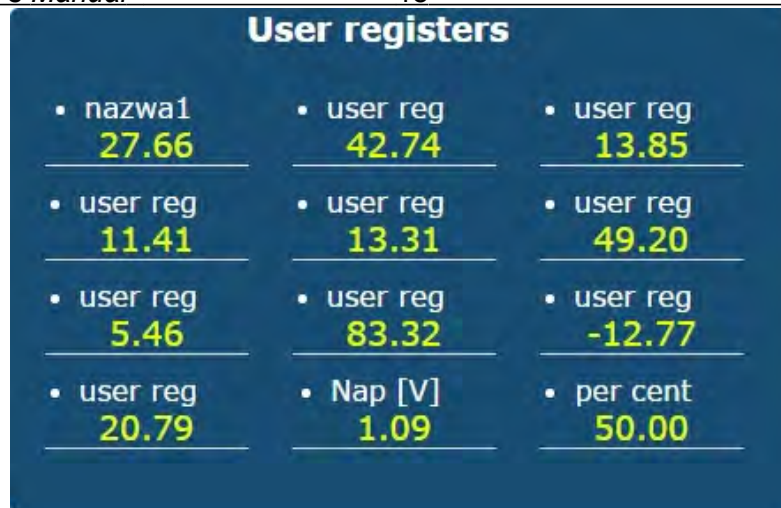 User registers
• nazwa1 • user reg • user reg
27.66 42.74 13.85
• user reg • user reg • user reg
11.41 13.31 49.20
• user reg • user reg • user reg
5.46 83.32 -12.77
• user reg • Nap [V] • per cent
20.79 1.09 50.00